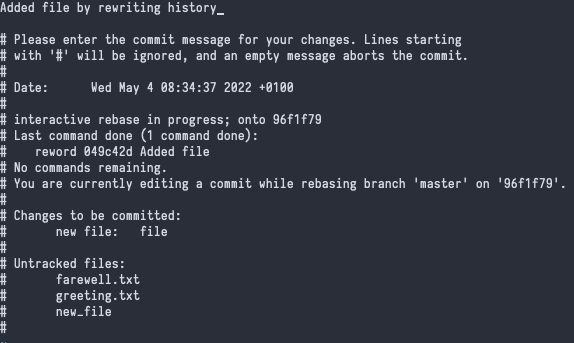 Added file by rewriting history_
# Please enter the commit message for your changes. Lines starting
# with '#' will be ignored, and an empty message aborts the commit.
#
# Date:      Wed May 4 08:34:37 2022 +0100
#
# interactive rebase in progress; onto 96f1f79
# Last command done (1 command done):
#    reword 049c42d Added file
# No commands remaining.
# You are currently editing a commit while rebasing branch 'master' on '96f1f79'.
#
# Changes to be committed:
#       new file:   file
#
# Untracked files:
#       farewell.txt
#       greeting.txt
#       new_file
#